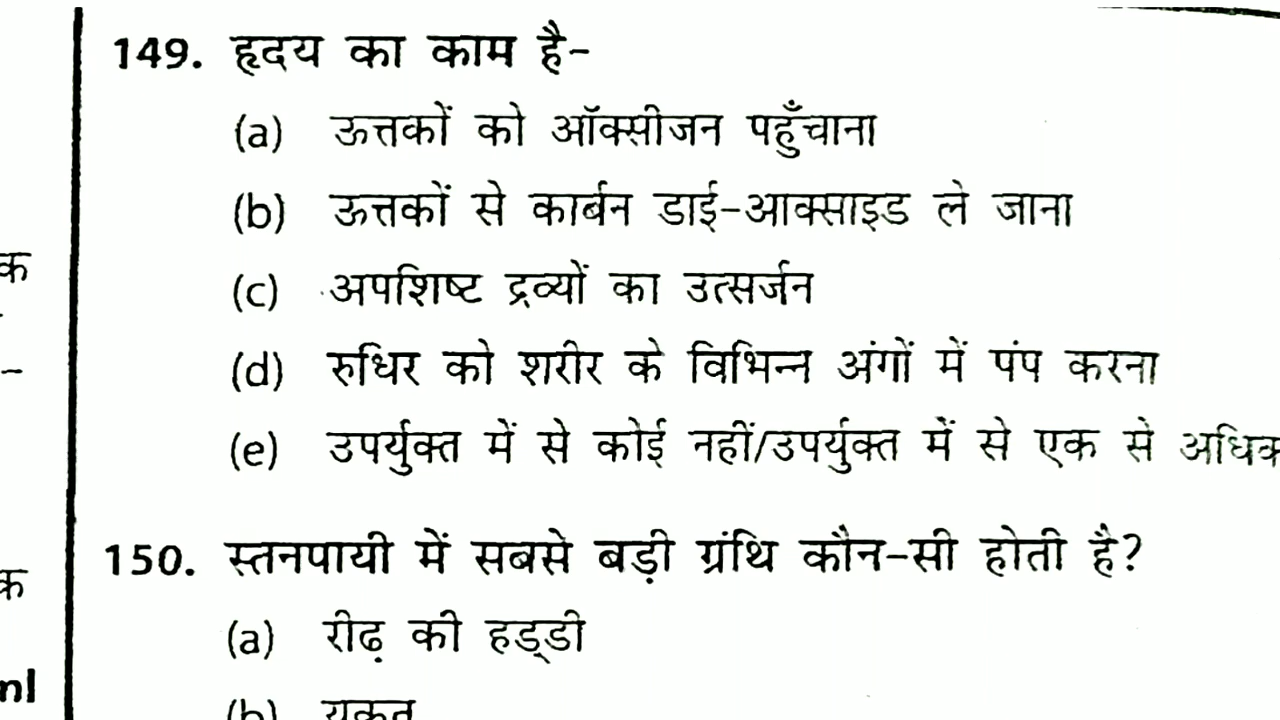 149. हृदय का काम है-
(a) ऊत्तकों को ऑक्सीजन पहुँचाना
(b) ऊत्तकों से कार्बन डाई-आक्साइड ले जाना
(c) अपशिष्ट द्रव्यों का उत्सर्जन
(d) रुधिर को शरीर के विभिन्न अंगों में पंप करना
(e) उपर्युक्त में से कोई नहीं/उपर्युक्त में से एक से अधिक
150. स्तनपायी में सबसे बड़ी ग्रंथि कौन-सी होती है?
(a) रीढ़ की हड्डी
(b) यकृत